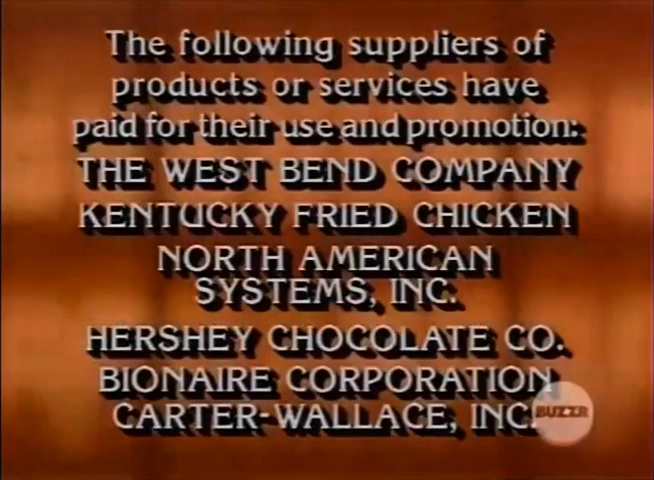 The following suppliers of
products or services have
paid for their use and promotion:
THE WEST BEND COMPANY
KENTUCKY FRIED CHICKEN
NORTH AMERICAN
SYSTEMS, INC.
HERSHEY CHOCOLATE CO.
BIONAIRE CORPORATION
CARTER-WALLACE, INC.
BUZZR